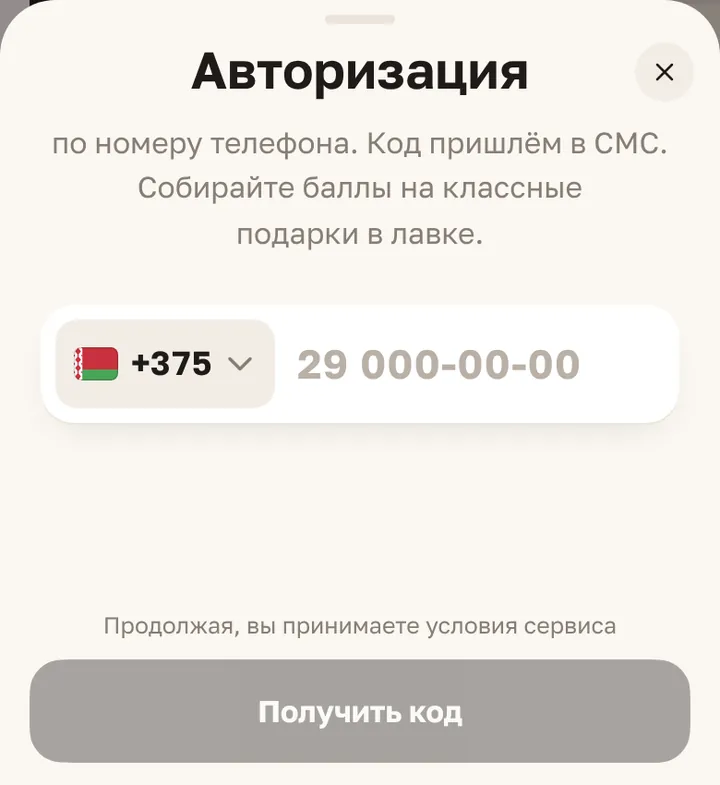 Авторизация
по номеру телефона. Код пришлём в СМС.
Собирайте баллы на классные
подарки в лавке.
+375 29 000-00-00
Продолжая, вы принимаете условия сервиса
Получить код